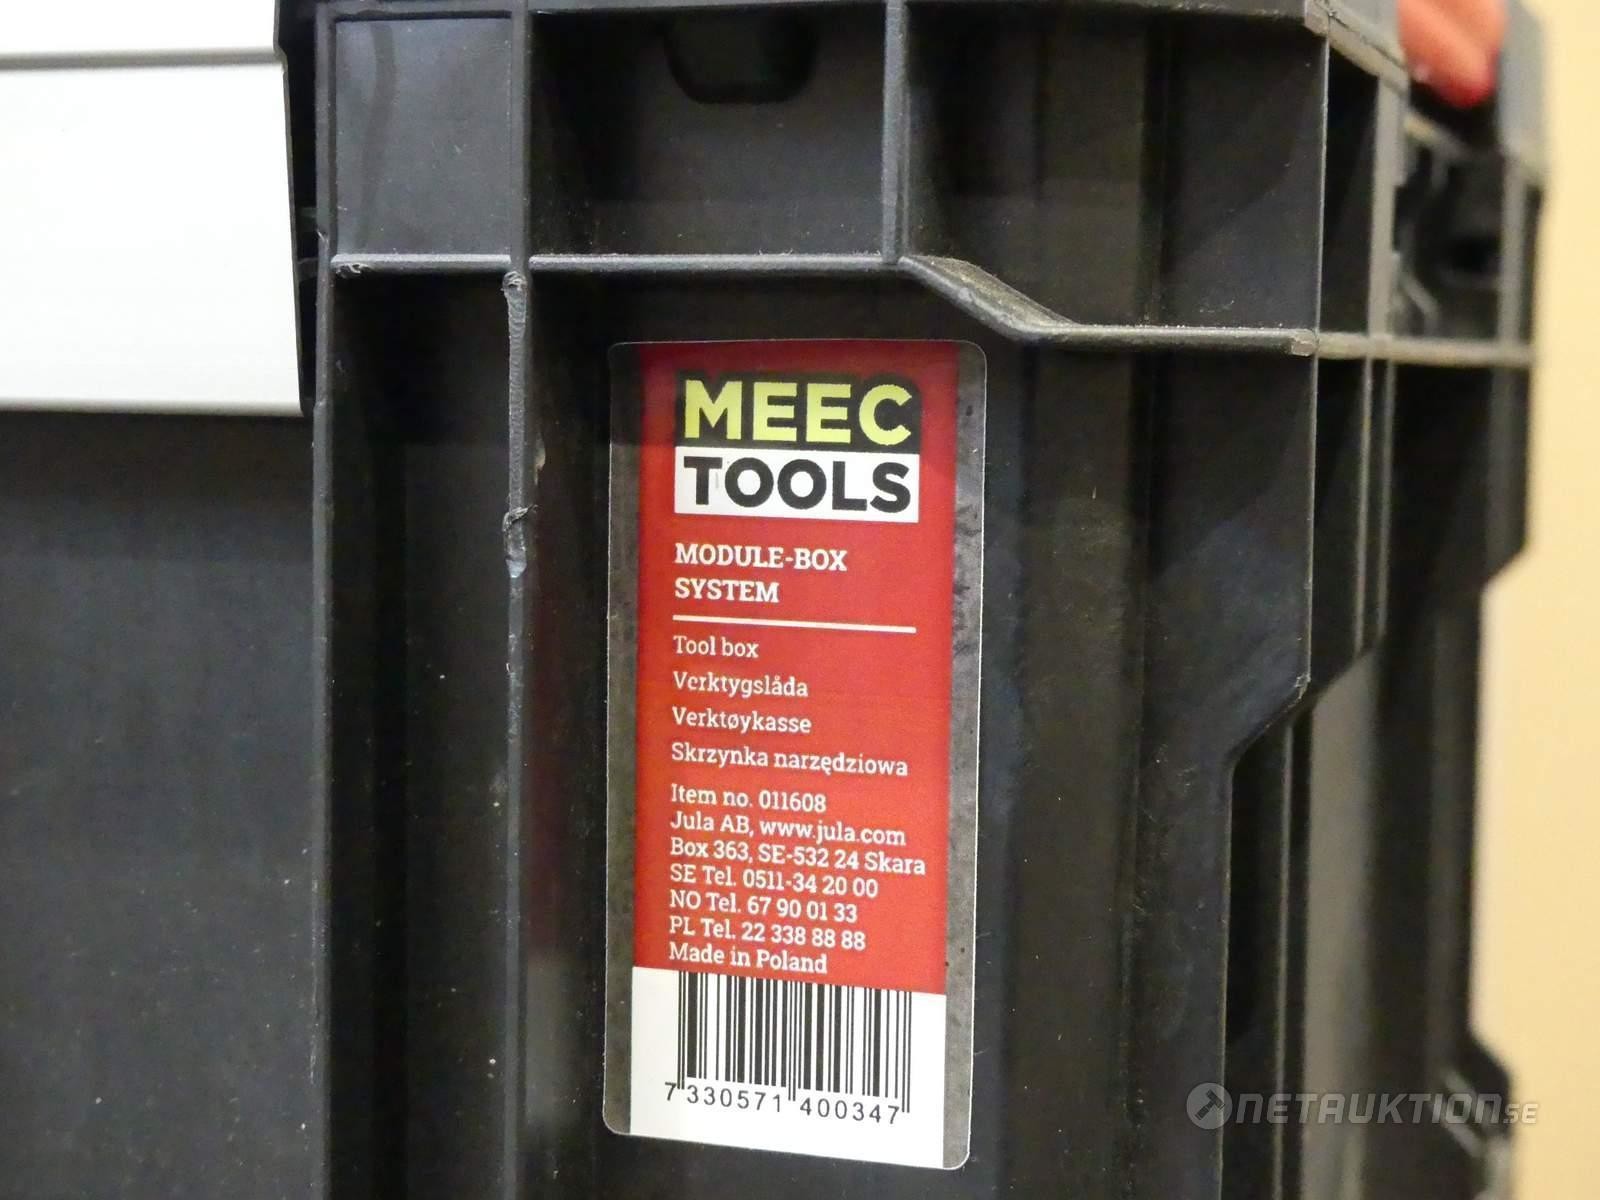 MEEC
TOOLS
MODULE-BOX
SYSTEM
Tool box
Verktygslåda
Verktøykasse
Skrzynka narzędziowa
Item no. 011608
Jula AB, www.jula.com
Box 363, SE-532 24 Skara
SE Tel. 0511-34 20 00
NO Tel. 67 90 01 33
PL Tel. 22 338 88 88
Made in Poland
7 330571 400347
NETAUKTION.SE